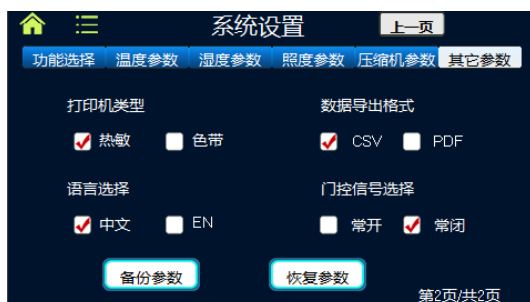 系统设置 上一页
功能选择 温度参数 湿度参数 照度参数 压缩机参数 其它参数
打印机类型 数据导出格式
热敏 色带 CSV PDF
语言选择 门控信号选择
中文 EN 常开 常闭
备份参数 恢复参数
第2页/共2页